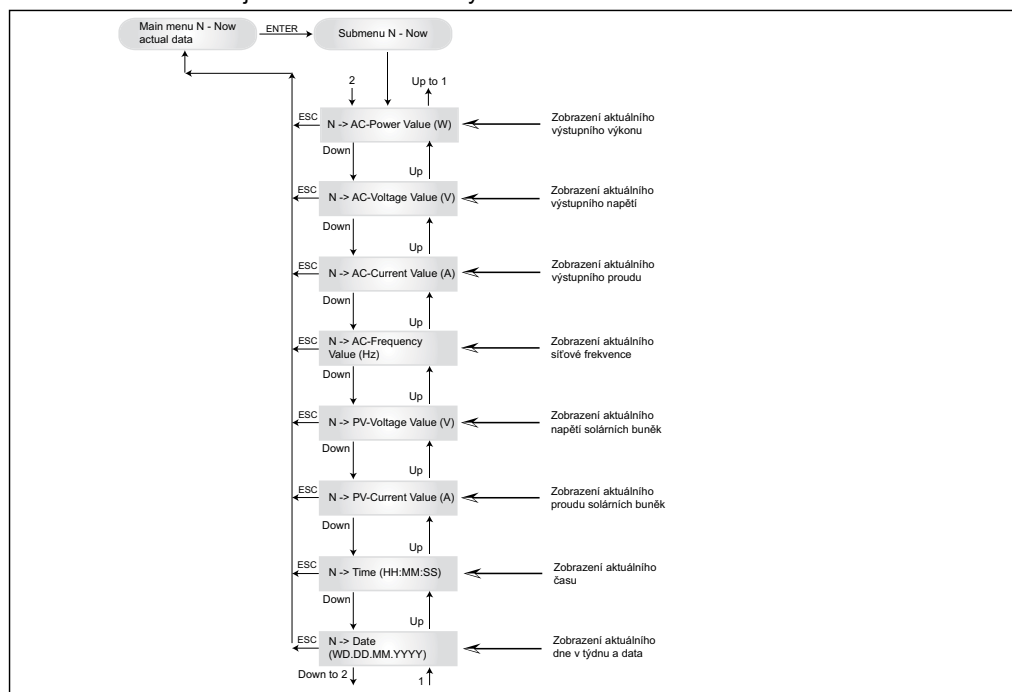 Main menu N - Now
actual data
ENTER
Submenu N - Now
2
Up to 1
ESC
N -> AC-Power Value (W)
Zobrazení aktuálního
výstupního výkonu
Down
Up
ESC
N -> AC-Voltage Value (V)
Zobrazení aktuálního
výstupního napětí
Down
Up
ESC
N -> AC-Current Value (A)
Zobrazení aktuálního
výstupního proudu
Down
Up
ESC
N -> AC-Frequency
Value (Hz)
Zobrazení aktuálního
síťové frekvence
Down
Up
ESC
N -> PV-Voltage Value (V)
Zobrazení aktuálního
napětí solárních buněk
Down
Up
ESC
N -> PV-Current Value (A)
Zobrazení aktuálního
proudu solárních buněk
Down
Up
ESC
N -> Time (HH:MM:SS)
Zobrazení aktuálního
času
Down
Up
ESC
N -> Date
(WD.DD.MM.YYYY)
Zobrazení aktuálního
dne v týdnu a data
Down to 2
1